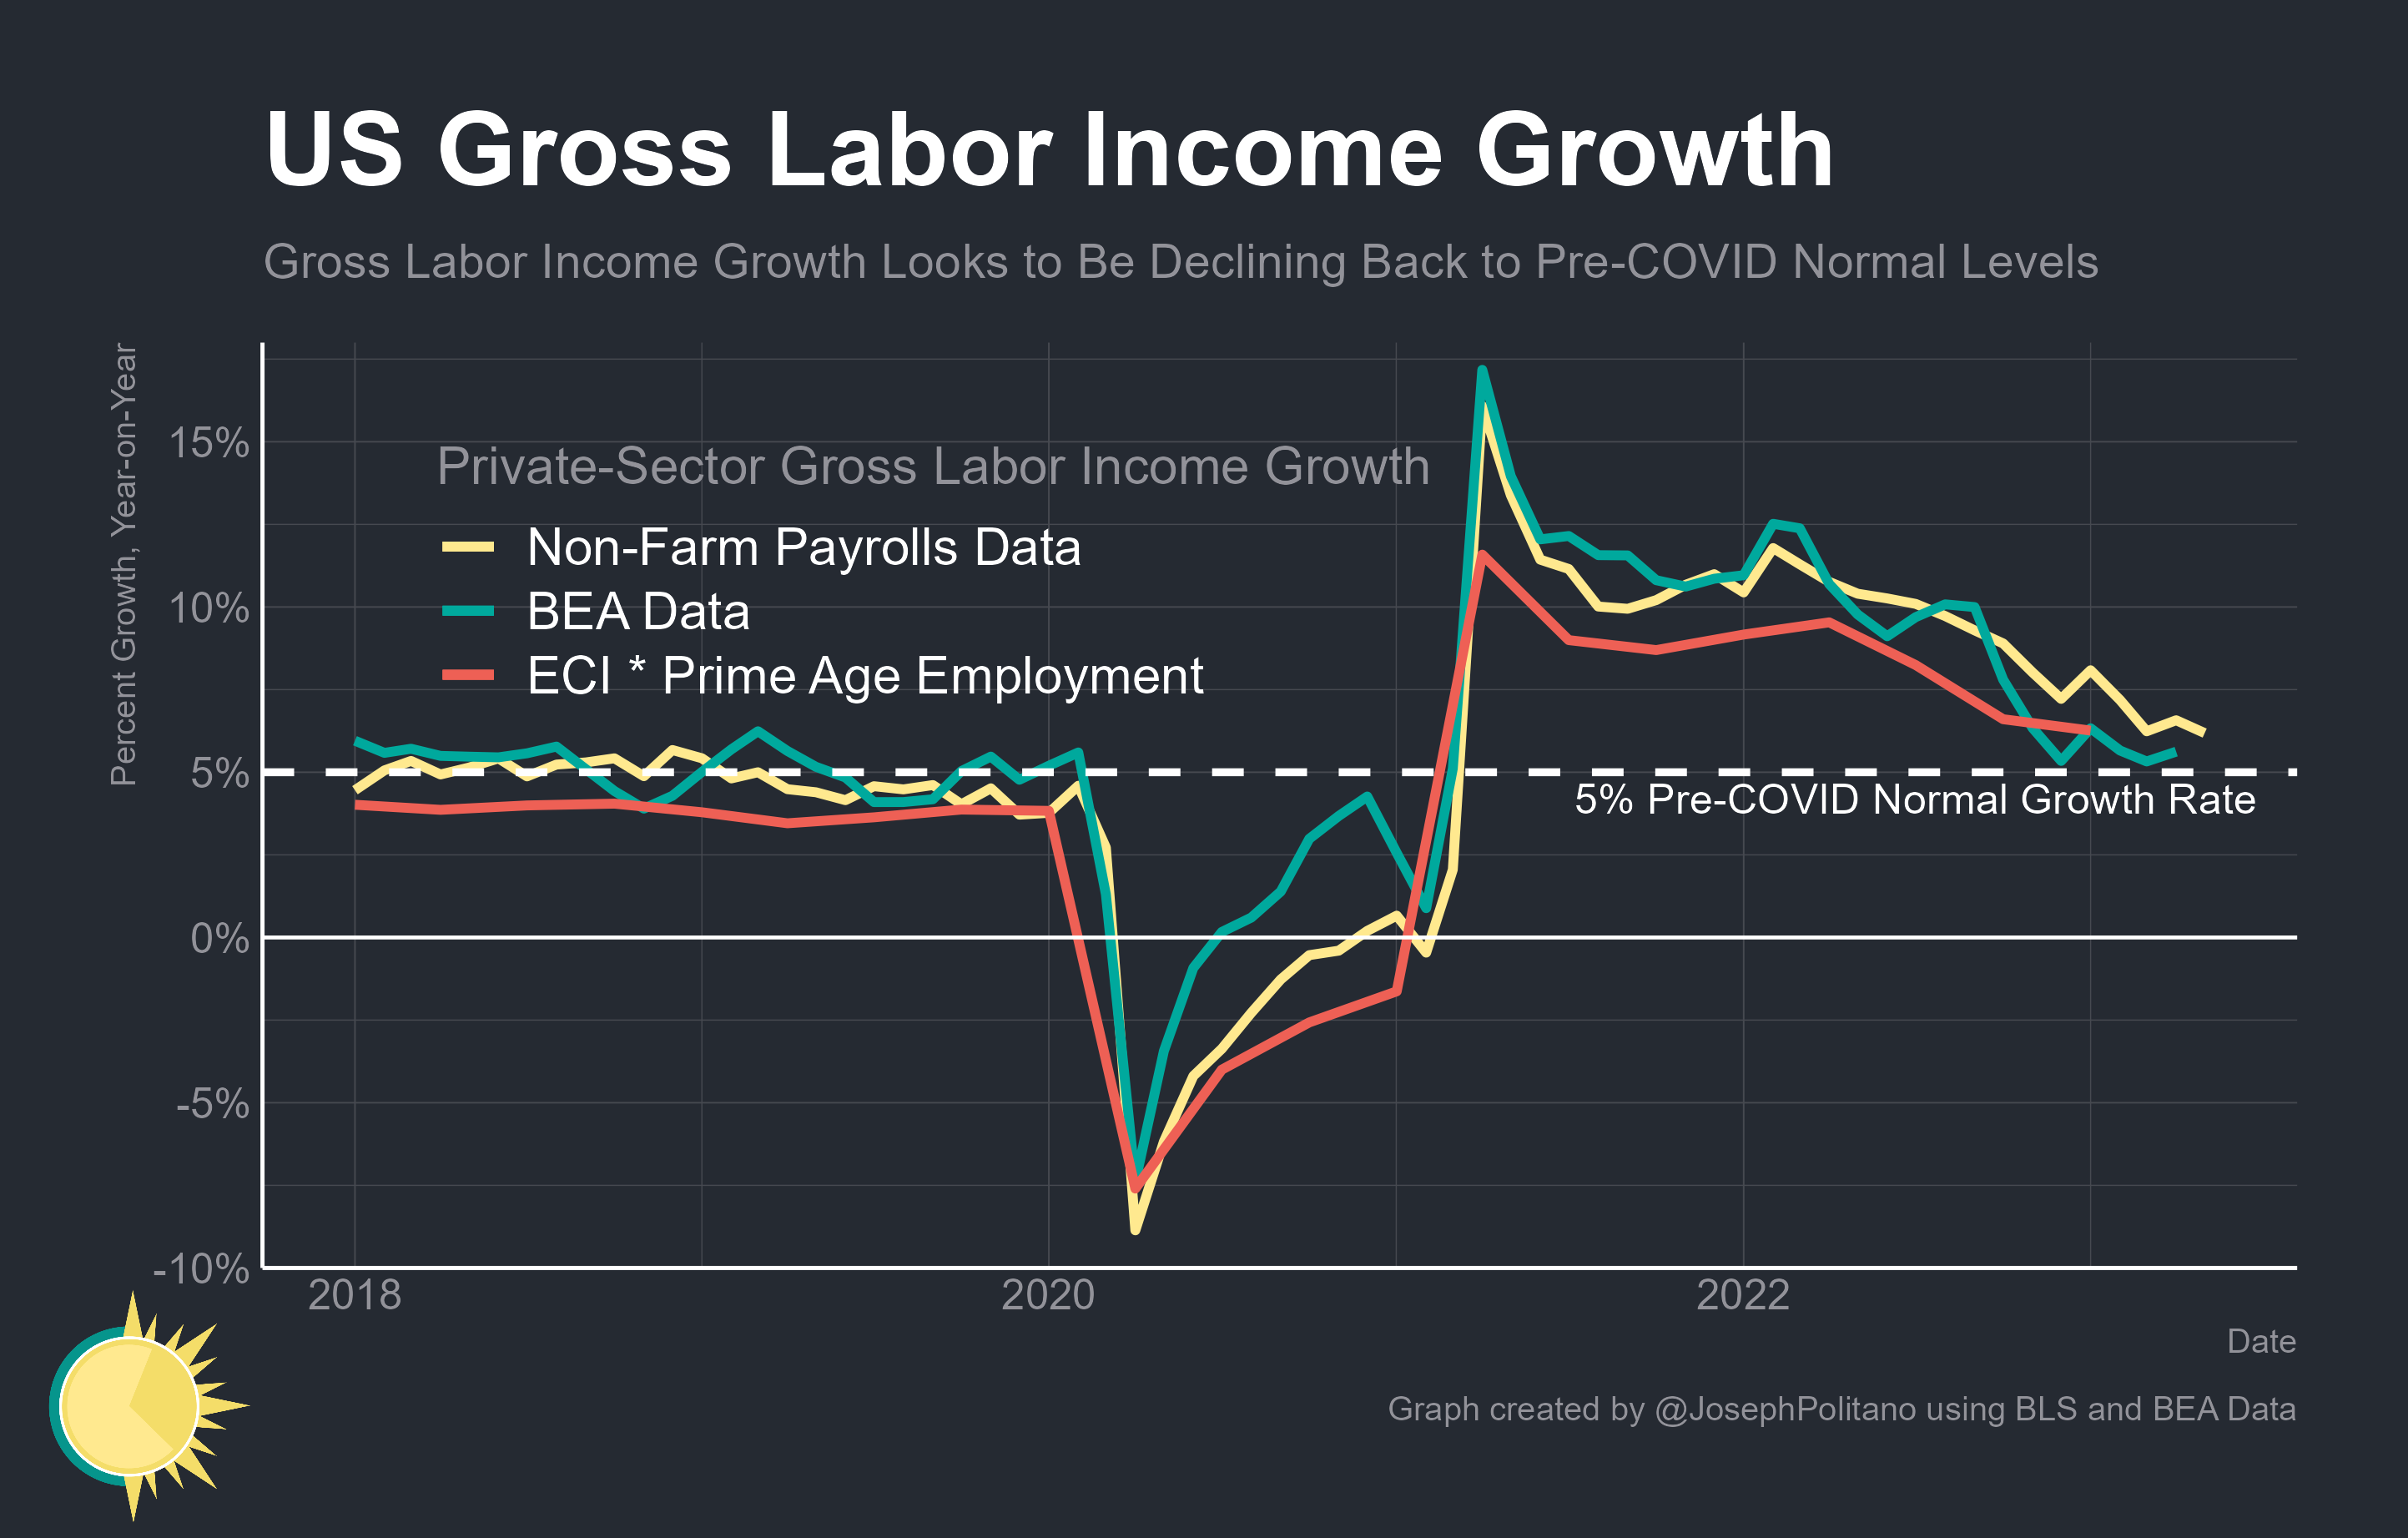 US Gross Labor Income Growth
Gross Labor Income Growth Looks to Be Declining Back to Pre-COVID Normal Levels
Percent Growth, Year-on-Year
15%
10%
5%
0%
-5%
-10%
Private-Sector Gross Labor Income Growth
Non-Farm Payrolls Data
BEA Data
ECI * Prime Age Employment
5% Pre-COVID Normal Growth Rate
2018
2020
2022
Date
Graph created by @JosephPolitano using BLS and BEA Data